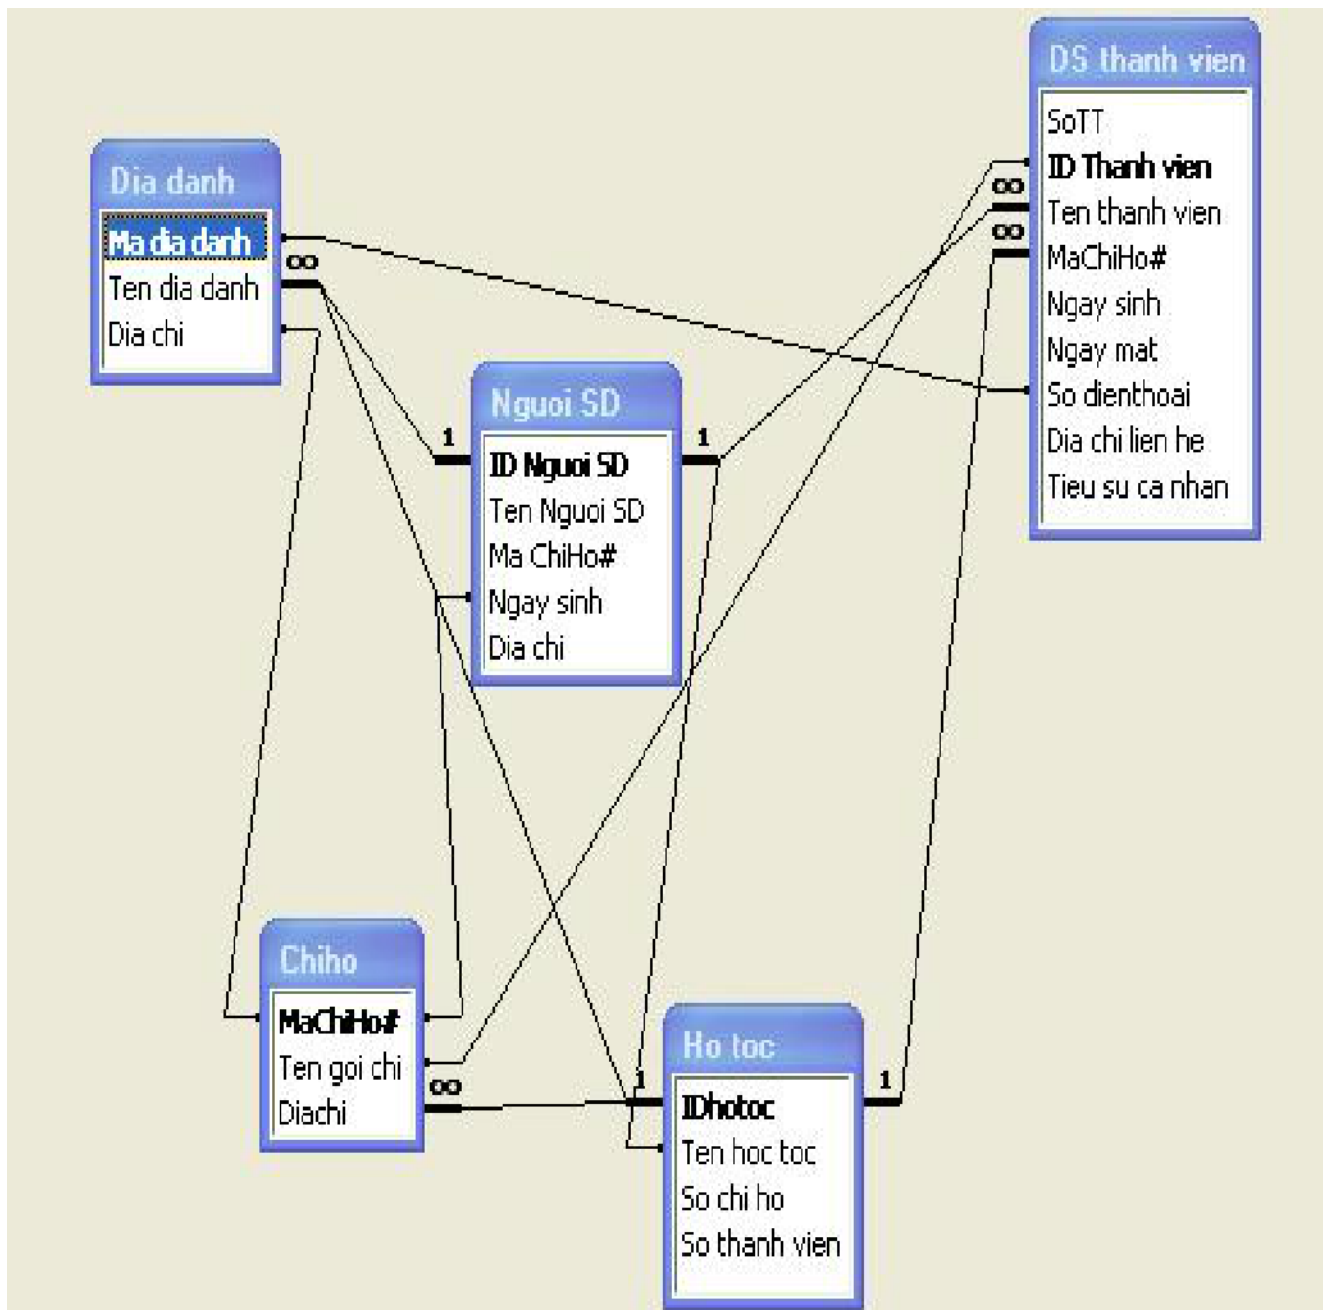 DS thanh vien
SoTT
ID Thanh vien
Ten thanh vien
MaChiHo#
Ngay sinh
Ngay mat
So dienthoai
Dia chi lien he
Tieu su ca nhan
∞
∞
Dia danh
Ma dia danh
Ten dia danh
Dia chi
∞
Nguoi SD
ID Nguoi SD
Ten Nguoi SD
Ma ChiHo#
Ngay sinh
Dia chi
1
1
Chiho
MaChiHo#
Ten goi chi
Diachi
∞
Ho toc
IDhotoc
Ten hoc toc
So chi ho
So thanh vien
1
1